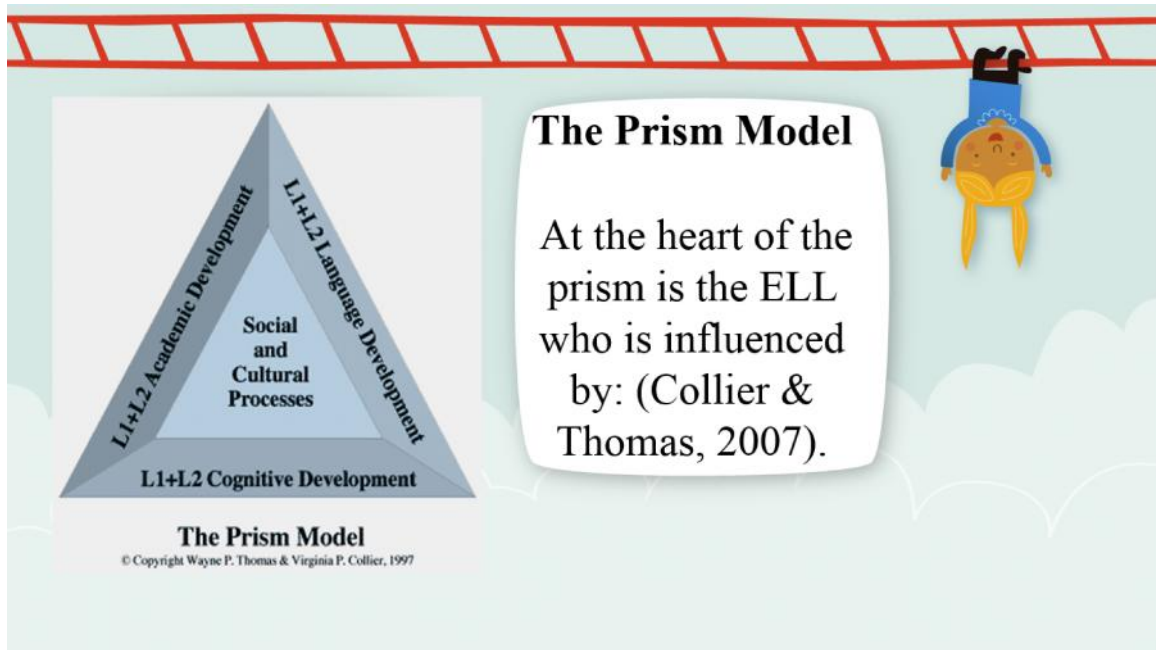 L1+L2 Academic Development
L1+L2 Language Development
Social
and
Cultural
Processes
L1+L2 Cognitive Development
The Prism Model
© Copyright Wayne P. Thomas & Virginia P. Collier, 1997
The Prism Model
At the heart of the
prism is the ELL
who is influenced
by: (Collier &
Thomas, 2007).